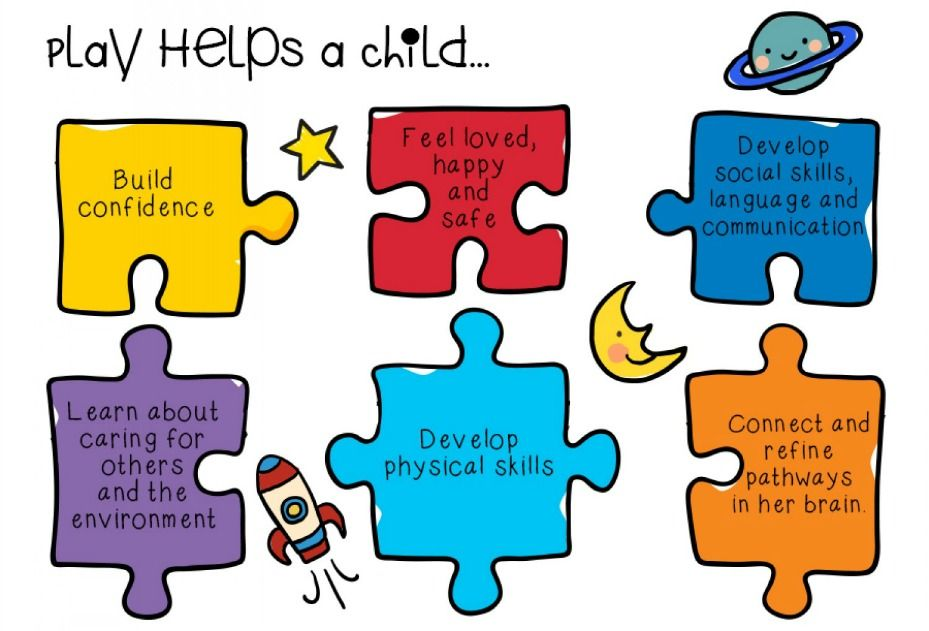 Play Helps a child...
Build
confidence
Feel loved,
happy
and
safe
Develop
social skills,
language and
communication
Learn about
caring for
others
and the
environment
Develop
physical skills
Connect and
refine
pathways
in her brain.